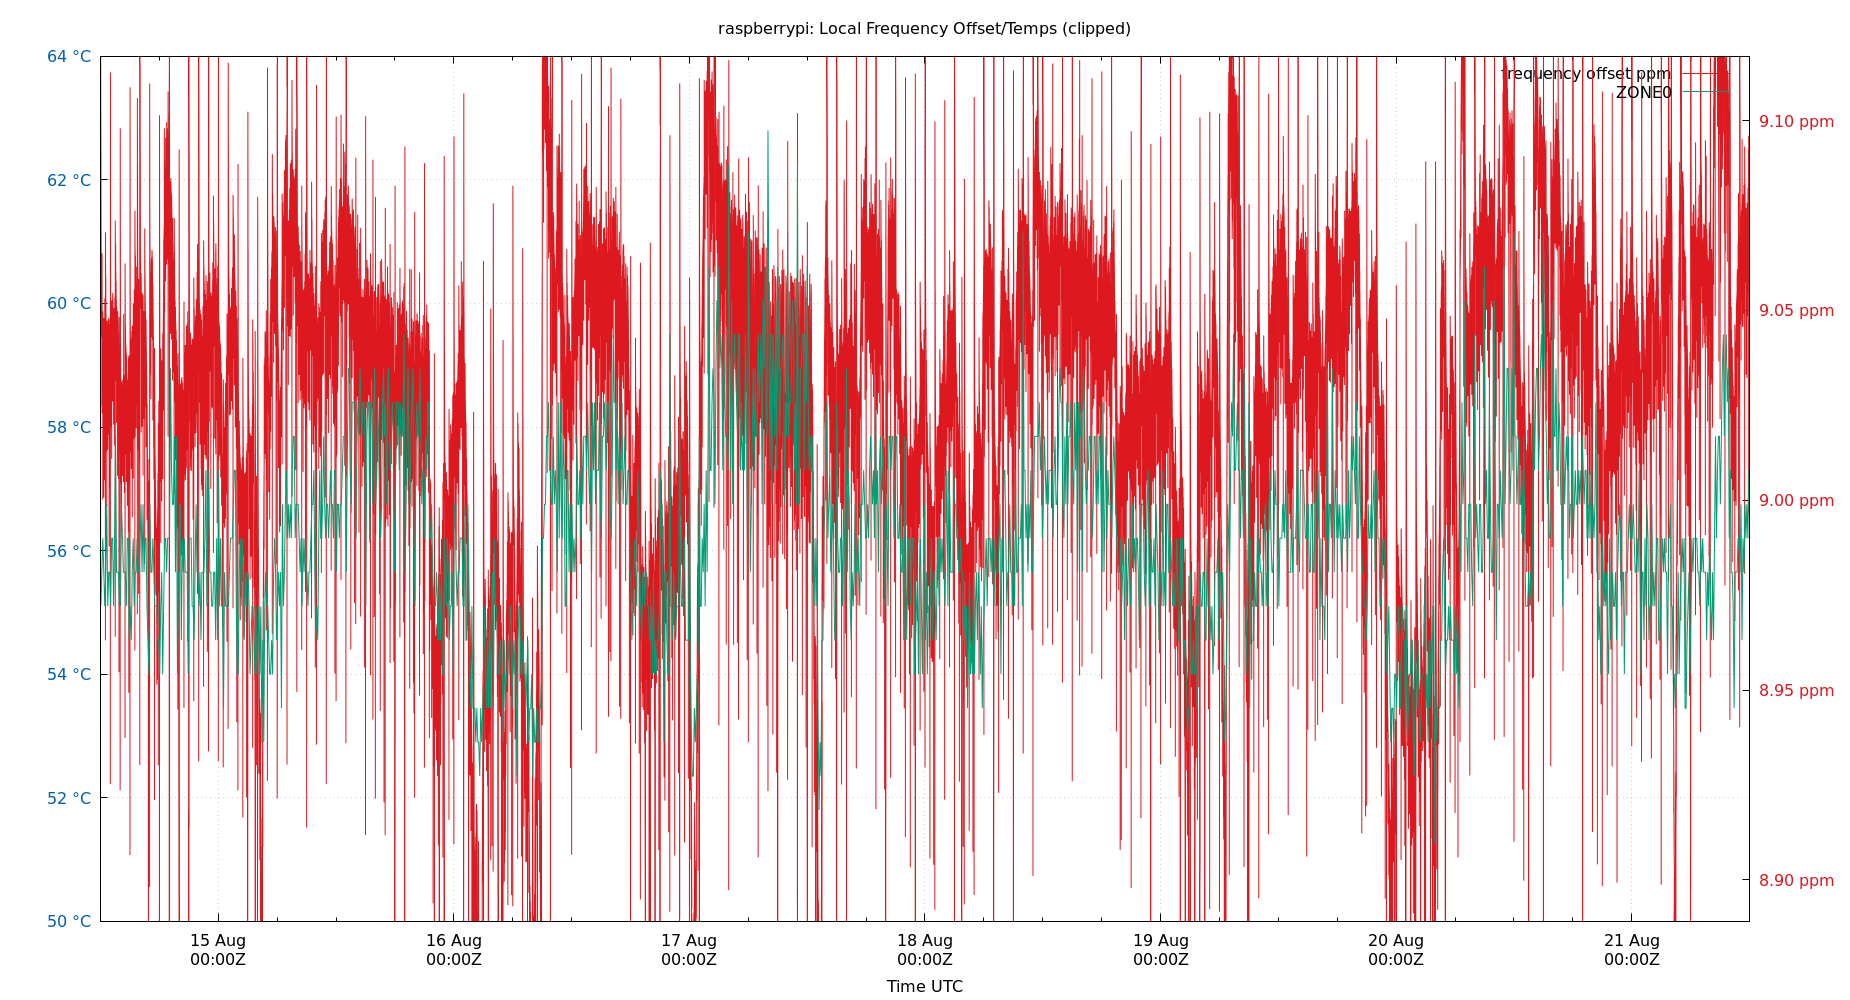 raspberrypi: Local Frequency Offset/Temps (clipped)
64 °C
62 °C
60 °C
58 °C
56 °C
54 °C
52 °C
50 °C
frequency offset ppm
ZONE0
9.10 ppm
9.05 ppm
9.00 ppm
8.95 ppm
8.90 ppm
15 Aug
00:00Z
16 Aug
00:00Z
17 Aug
00:00Z
18 Aug
00:00Z
19 Aug
00:00Z
20 Aug
00:00Z
21 Aug
00:00Z
Time UTC